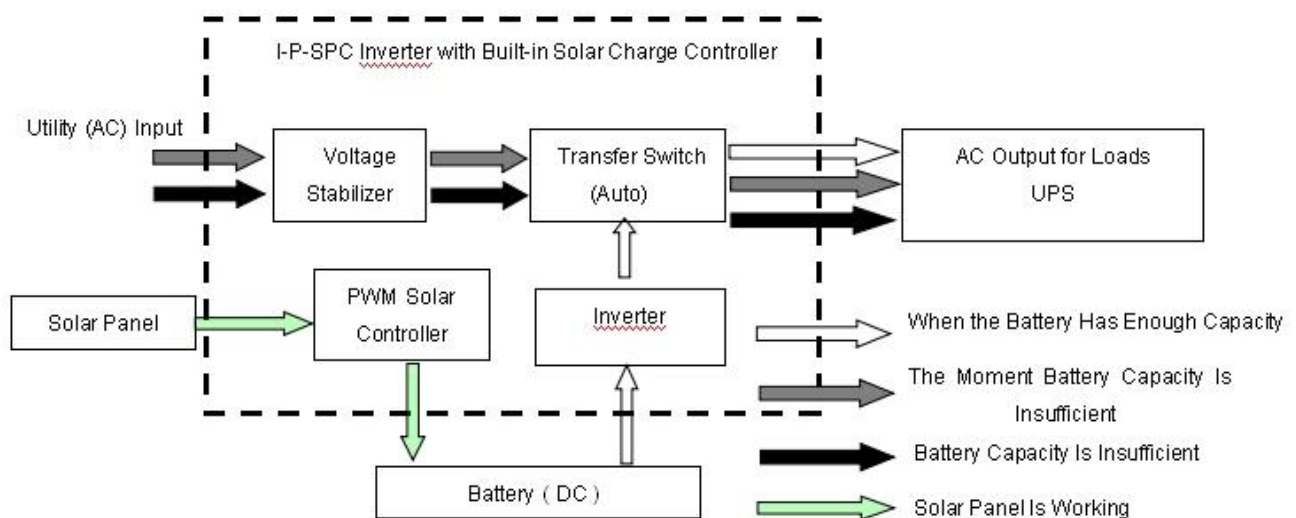 I-P-SPC Inverter with Built-in Solar Charge Controller
Utility (AC) Input
Voltage
Stabilizer
Transfer Switch
(Auto)
AC Output for Loads
UPS
Solar Panel
PWM Solar
Controller
Inverter
Battery ( DC )
When the Battery Has Enough Capacity
The Moment Battery Capacity Is
Insufficient
Battery Capacity Is Insufficient
Solar Panel Is Working